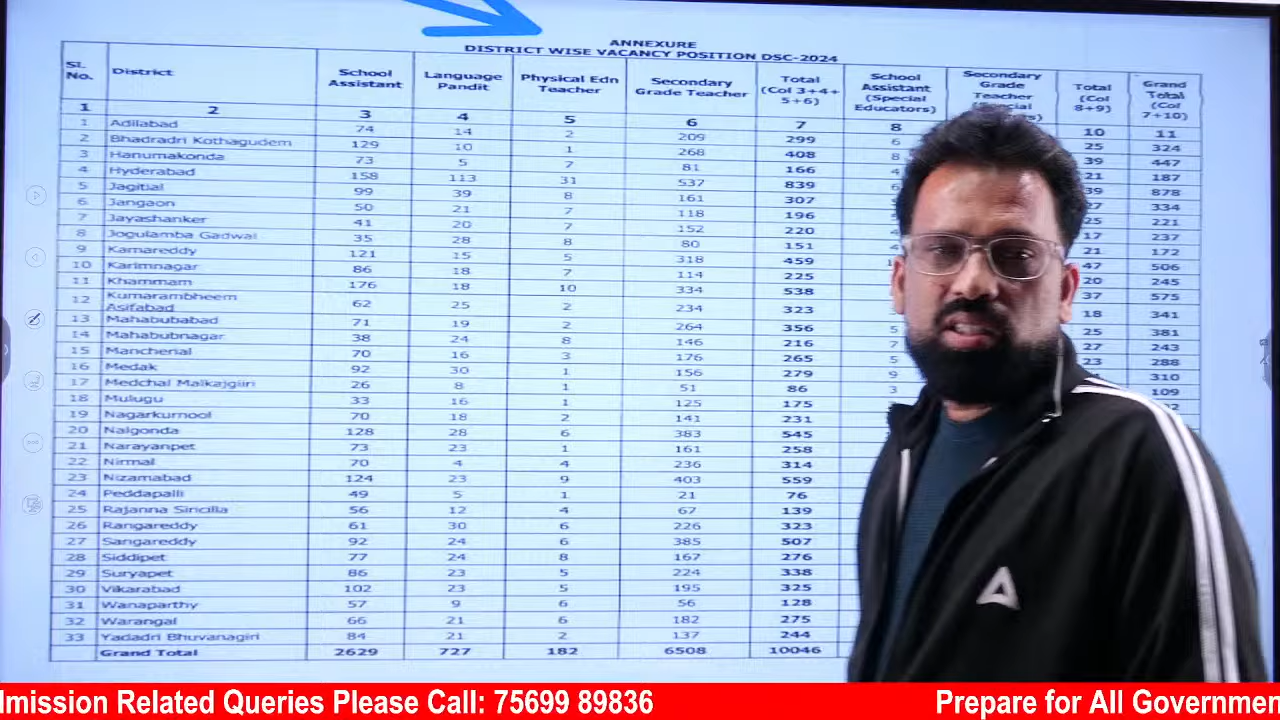 ANNEXURE
DISTRICT WISE VACANCY POSITION DSC-2024
SL. No. District School Assistant Language Pandit Physical Edn Teacher Secondary Grade Teacher Total (Col 3+4+ 5+6) School Assistant (Special Educators) Secondary Grade Teacher Total (Col 8+9) Grand Total (Col 7+10)
1 2 3 4 5 6 7 8 10 11
1 Adilabad 74 14 2 209 299 6 25 324
2 Bhadradri Kothagudem 129 10 1 268 408 8 39 447
3 Hanumakonda 73 5 7 81 166 21 187
4 Hyderabad 158 113 31 537 839 39 878
5 Jagitial 99 39 8 161 307 334
6 Jangaon 50 21 7 118 196 25 221
7 Jayashanker 41 20 7 152 220 17 237
8 Jogulamba Gadwal 35 28 8 80 151 21 172
9 Kamareddy 121 15 5 318 459 47 506
10 Karimnagar 86 18 7 114 225 20 245
11 Khammam 176 18 10 334 538 37 575
12 Kumarambheem Asifabad 62 25 2 234 323 18 341
13 Mahabubabad 71 19 2 264 356 5 25 381
14 Mahabubnagar 38 24 8 146 216 7 27 243
15 Mancherial 70 16 3 176 265 5 23 288
16 Medak 92 30 1 156 279 9 310
17 Medchal Malkajgiri 26 8 1 51 86 3 109
18 Mulugu 33 16 1 125 175
19 Nagarkurnool 70 18 2 141 231
20 Nalgonda 128 28 6 383 545
21 Narayanpet 73 23 1 161 258
22 Nirmal 70 4 4 236 314
23 Nizamabad 124 23 9 403 559
24 Peddapalli 49 5 1 21 76
25 Rajanna Siricilla 56 12 4 67 139
26 Rangareddy 61 30 6 226 323
27 Sangareddy 92 24 6 385 507
28 Siddipet 77 24 8 167 276
29 Suryapet 86 23 5 224 338
30 Vikarabad 102 23 5 195 325
31 Wanaparthy 57 9 6 56 128
32 Warangal 66 21 6 182 275
33 Yadadri Bhuvanagiri 84 21 2 137 244
Grand Total 2629 727 182 6508 10046
lmission Related Queries Please Call: 75699 89836 Prepare for All Governmen